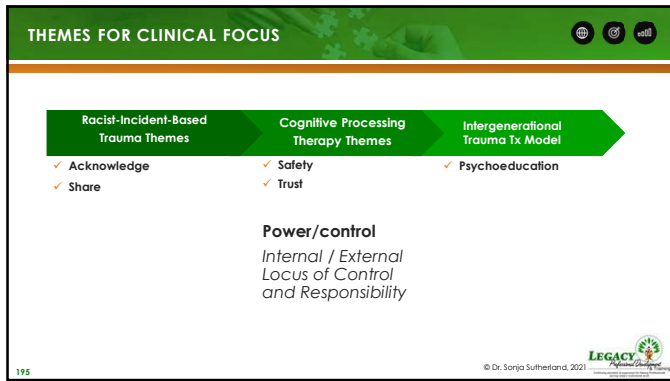 THEMES FOR CLINICAL FOCUS
Racist-Incident-Based
Trauma Themes
Cognitive Processing
Therapy Themes
Intergenerational
Trauma Tx Model
✓ Acknowledge
✓ Share
✓ Safety
✓ Trust
✓ Psychoeducation
Power/control
Internal / External
Locus of Control
and Responsibility
195
© Dr. Sonja Sutherland, 2021
LEGACY
Professional Development